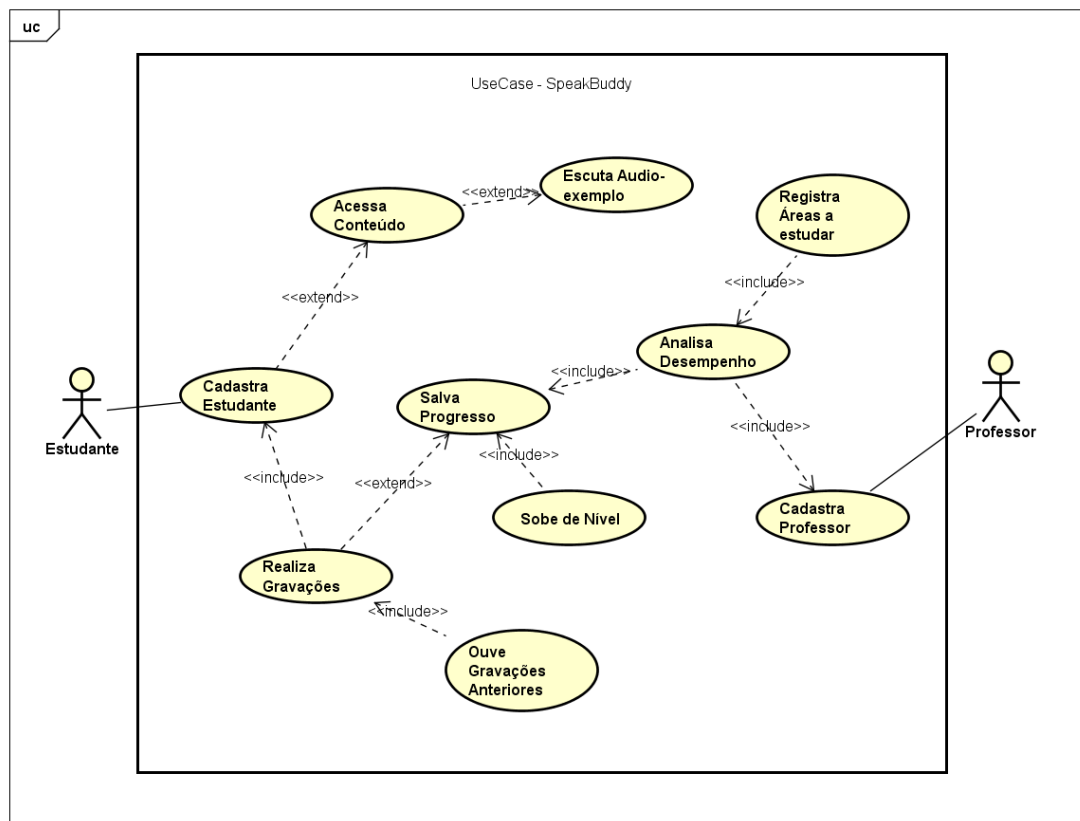 uc
UseCase - SpeakBuddy
Escuta Audio-
exemplo
<<extend>>
Acessa
Conteúdo
Registra
Áreas a
estudar
<<include>>
<<extend>>
Analisa
Desempenho
<<include>>
Cadastra
Estudante
Salva
Progresso
Estudante
Professor
<<include>>
<<include>>
<<include>>
<<extend>>
Sobe de Nível
Cadastra
Professor
Realiza
Gravações
<<include>>
Ouve
Gravações
Anteriores